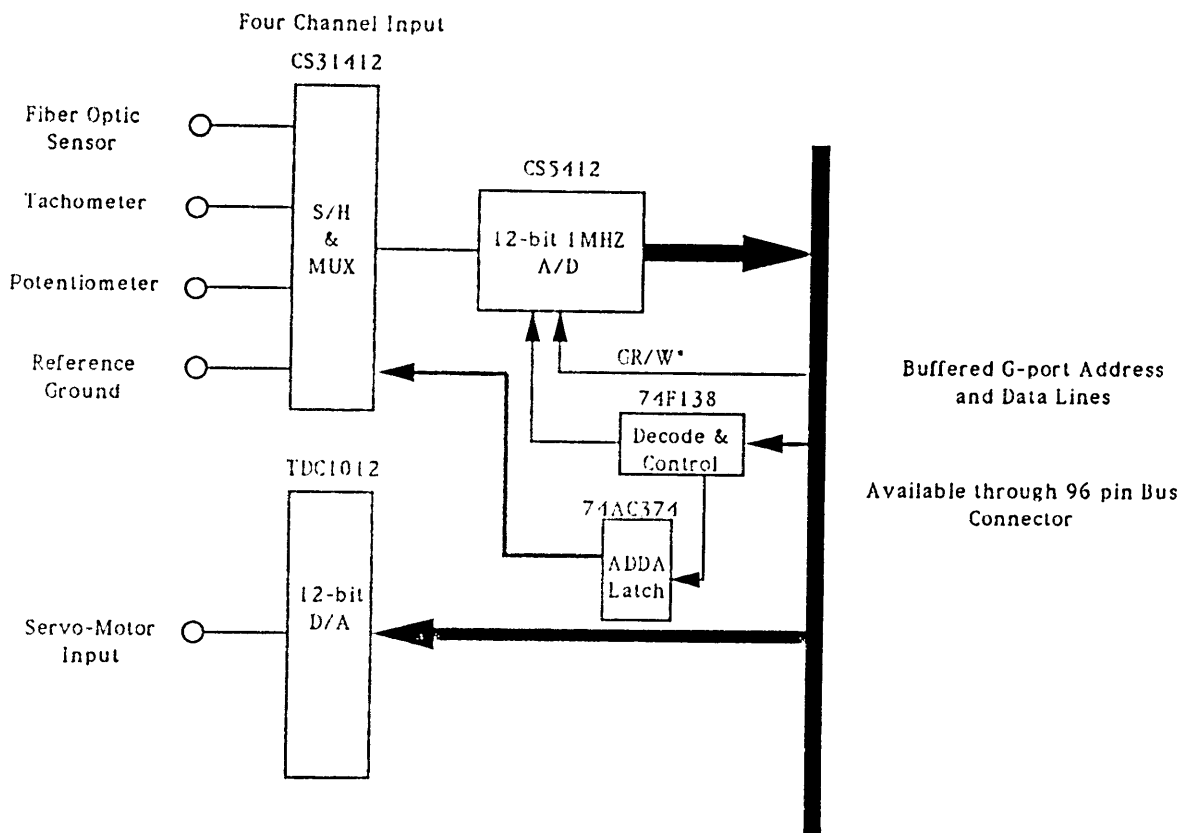 Four Channel Input
CS31412
Fiber Optic
Sensor
Tachometer
Potentiometer
Reference
Ground
S/H
&
MUX
CS5412
12-bit 1MHZ
A/D
GR/W*
74F138
Decode &
Control
74AC374
ADDA
Latch
TDC1012
12-bit
D/A
Servo-Motor
Input
Buffered G-port Address
and Data Lines
Available through 96 pin Bus
Connector